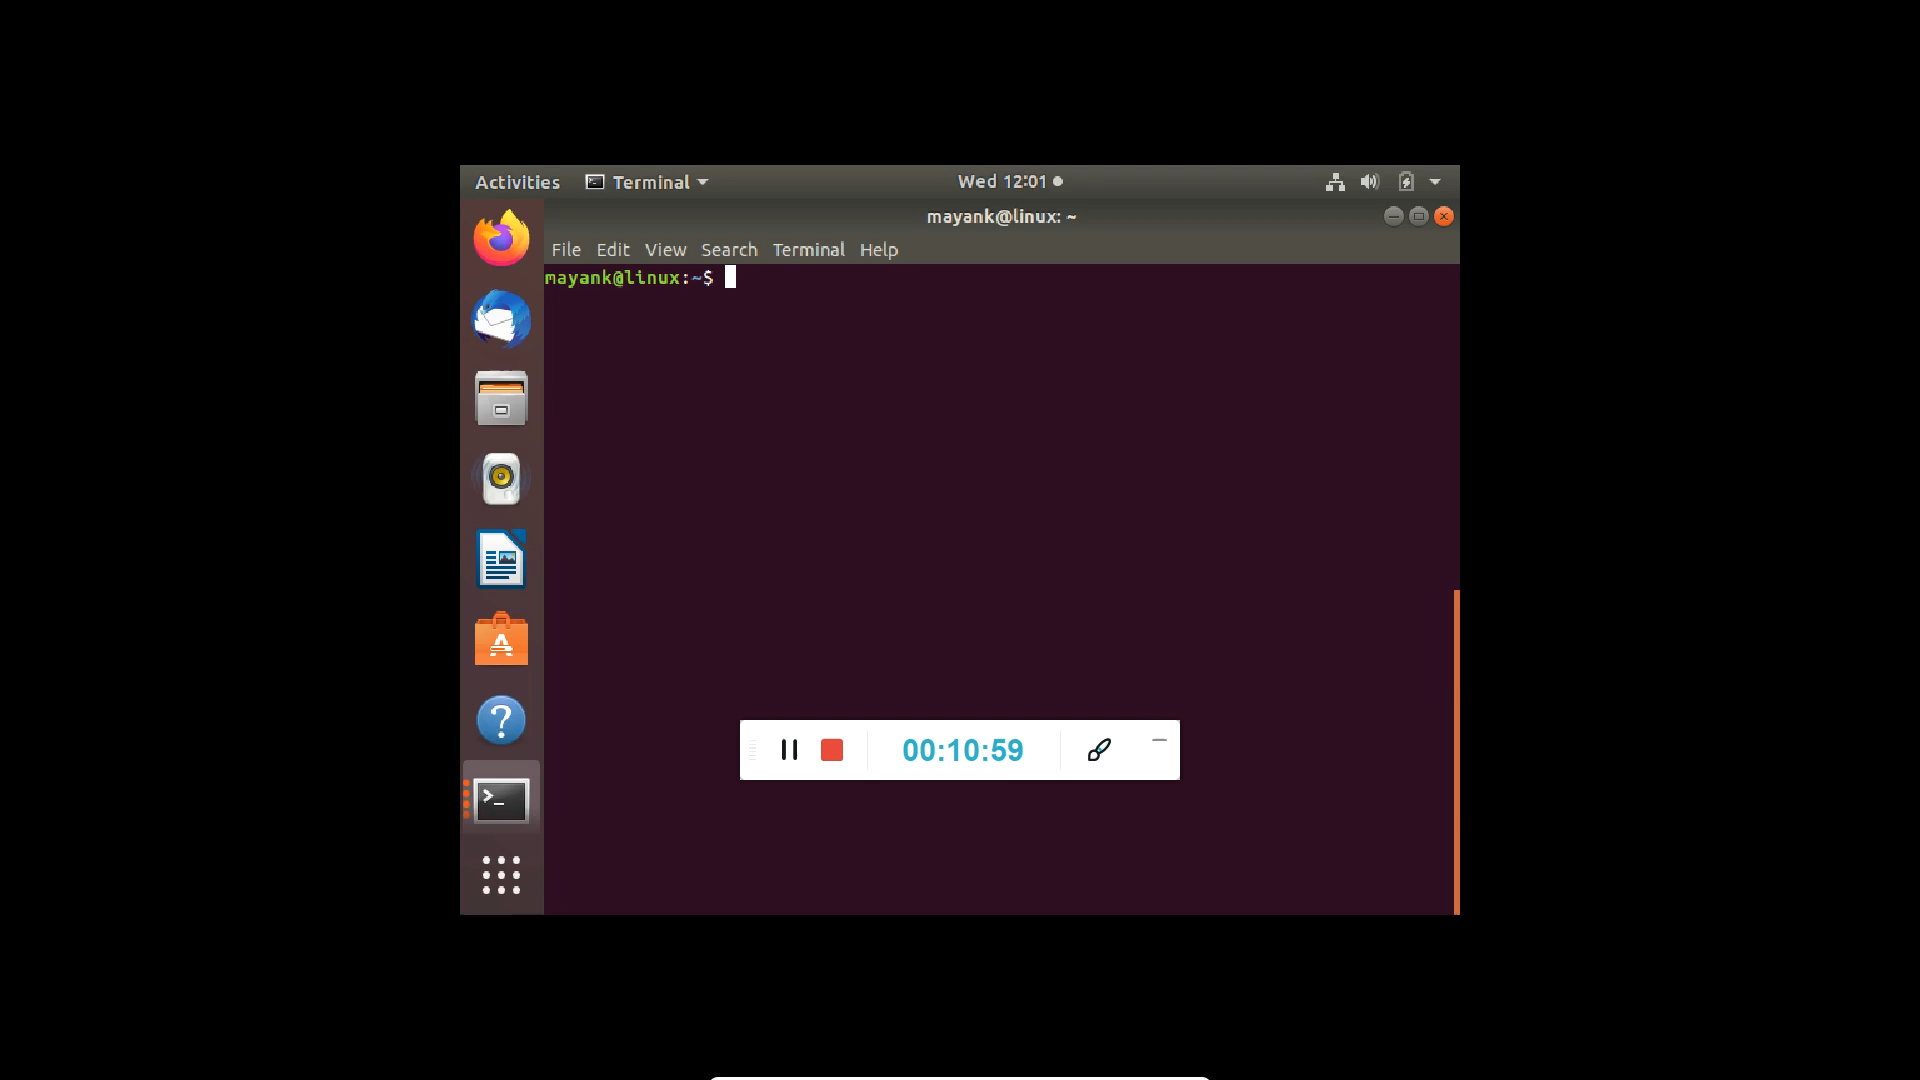 Activities Terminal Wed 12:01
mayank@linux: ~
File Edit View Search Terminal Help
mayank@linux:~$
00:10:59